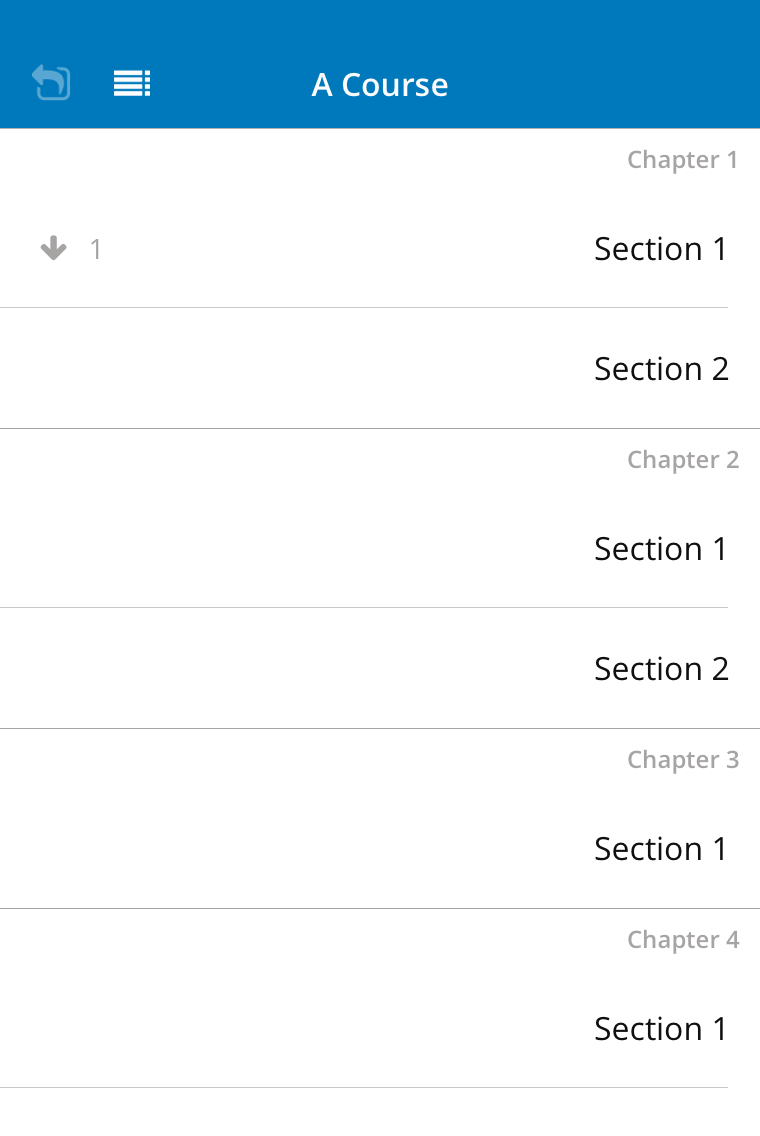 A Course
Chapter 1
Section 1
1
Section 2
Chapter 2
Section 1
Section 2
Chapter 3
Section 1
Chapter 4
Section 1